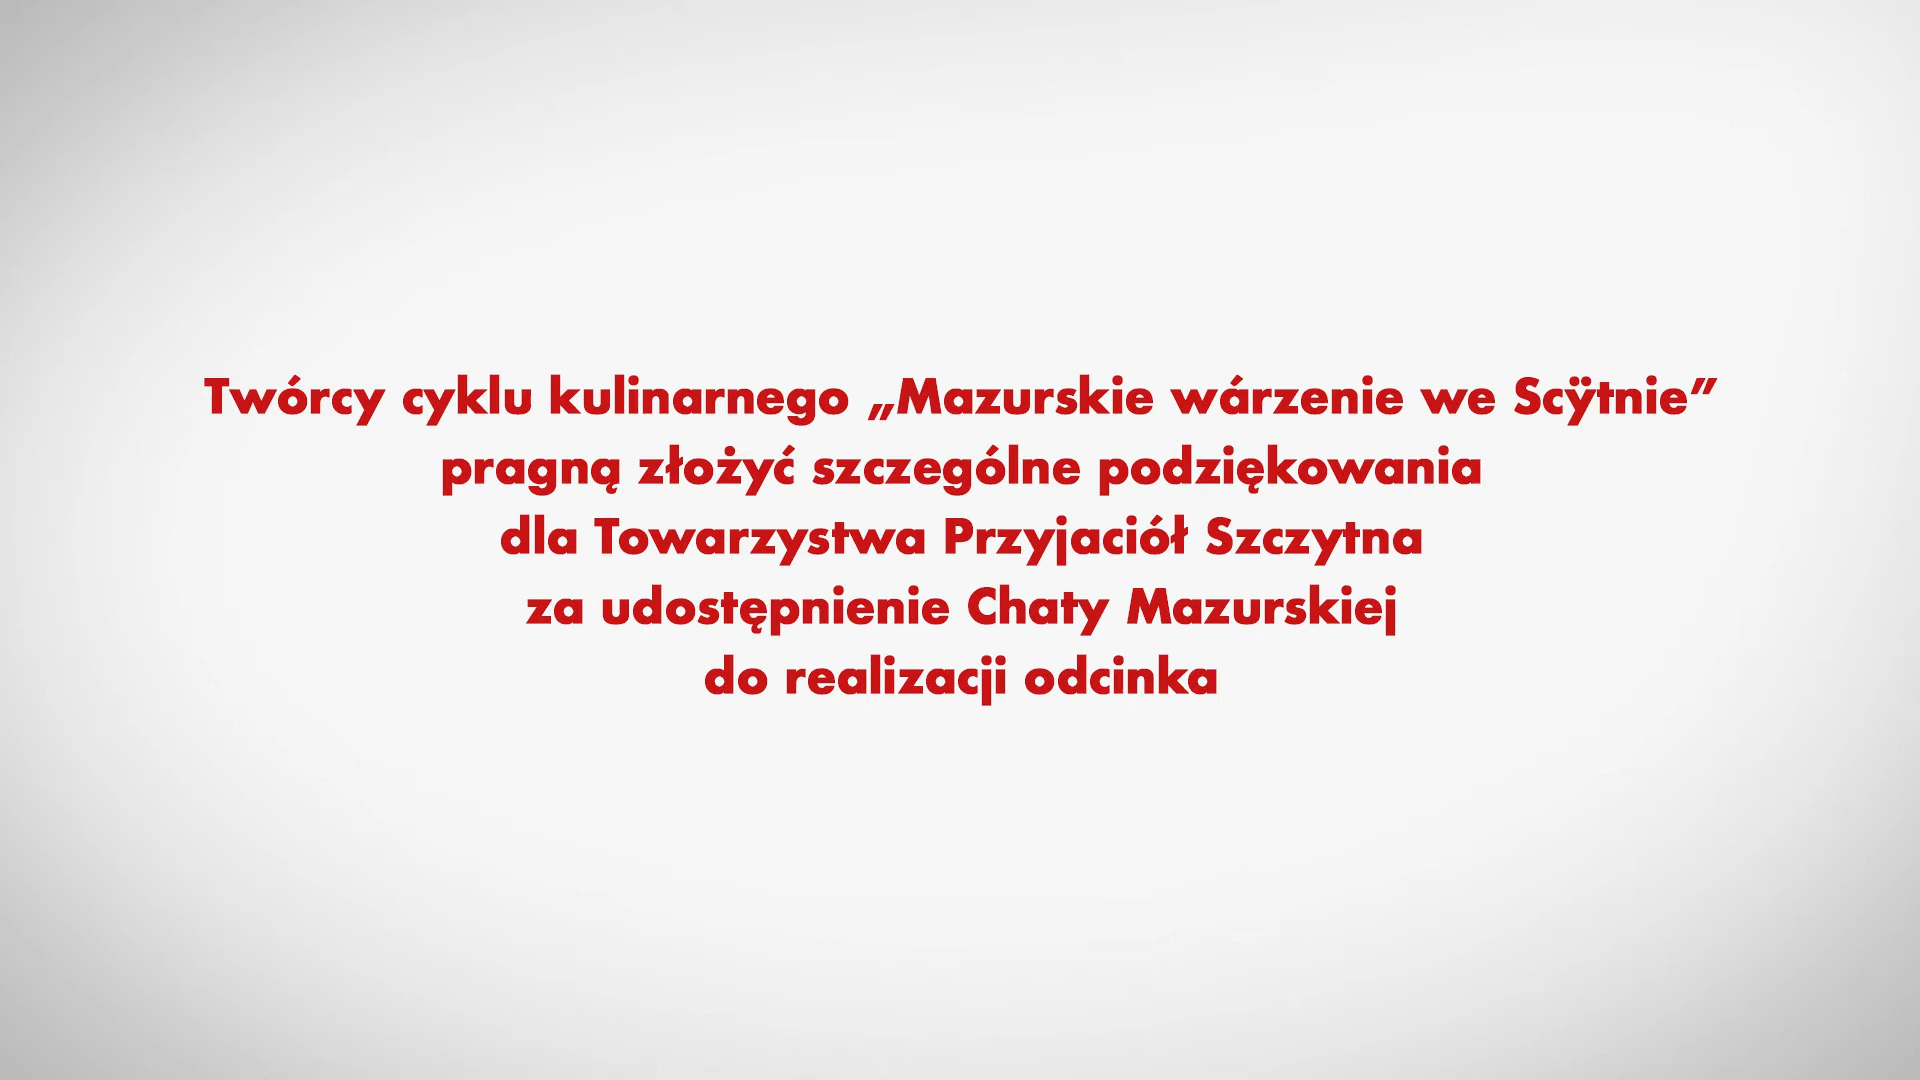 Twórcy cyklu kulinarnego „Mazurskie wárzenie we Scÿtnie”
pragną złożyć szczególne podziękowania
dla Towarzystwa Przyjaciół Szczytna
za udostępnienie Chaty Mazurskiej
do realizacji odcinka